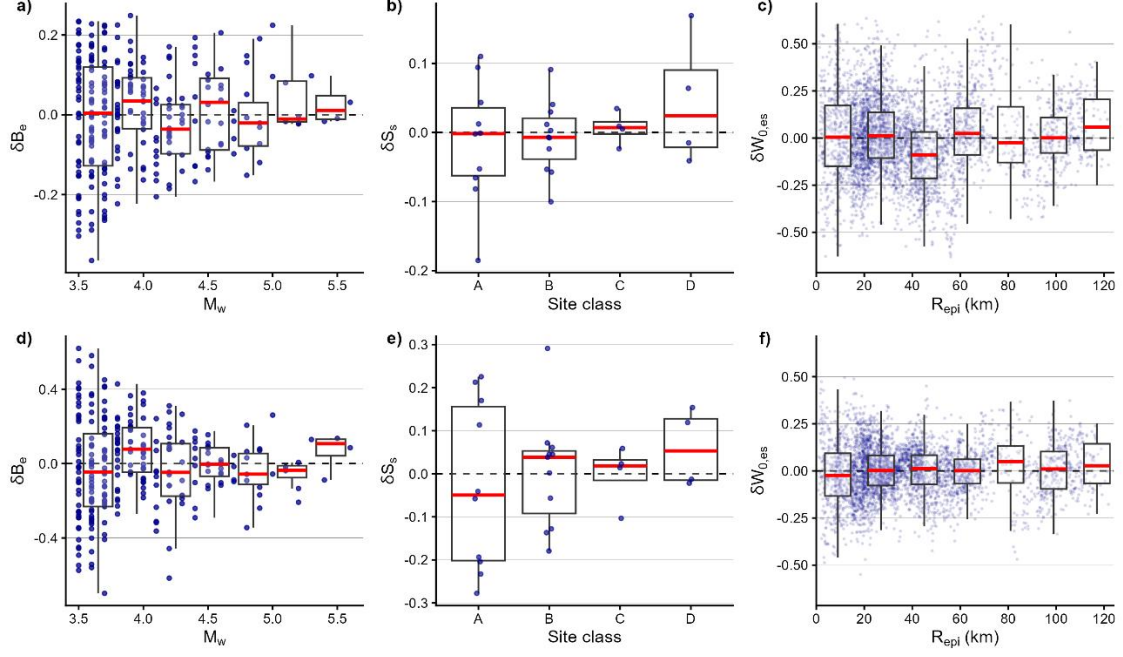 a)
0.2
0.0
-0.2
δBe
3.5 4.0 4.5 5.0 5.5
Mw
b)
0.1
0.0
-0.1
-0.2
δSs
A B C D
Site class
c)
0.50
0.25
0.00
-0.25
-0.50
δW0,es
0 20 40 60 80 100 120
Repi (km)
d)
0.4
0.0
-0.4
δBe
3.5 4.0 4.5 5.0 5.5
Mw
e)
0.3
0.2
0.1
0.0
-0.1
-0.2
-0.3
δSs
A B C D
Site class
f)
0.50
0.25
0.00
-0.25
-0.50
δW0,es
0 20 40 60 80 100 120
Repi (km)